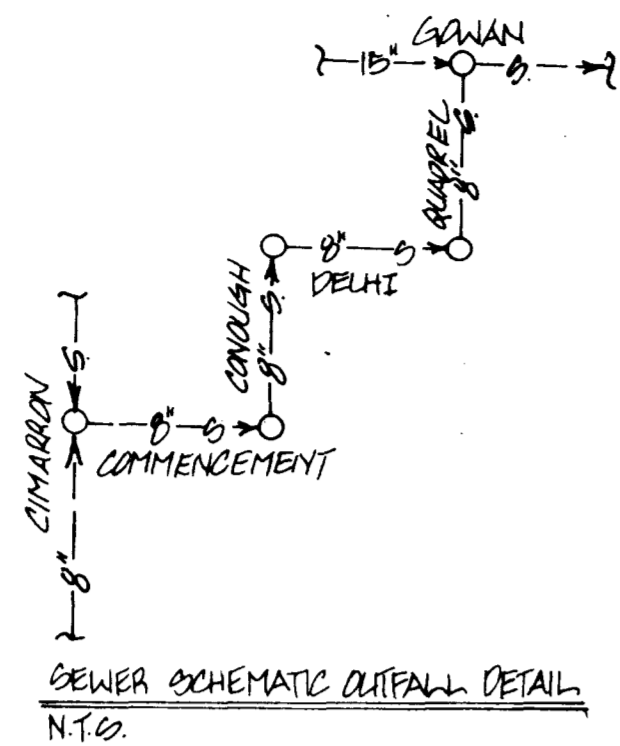 GOWAN
15" S.
QUADREL
8" S.
8" S
DELHI
CONOUGH
8" S.
S.
CIMARRON
8" S
COMMENCEMENT
8"
SEWER SCHEMATIC OUTFALL DETAIL
N.T.S.